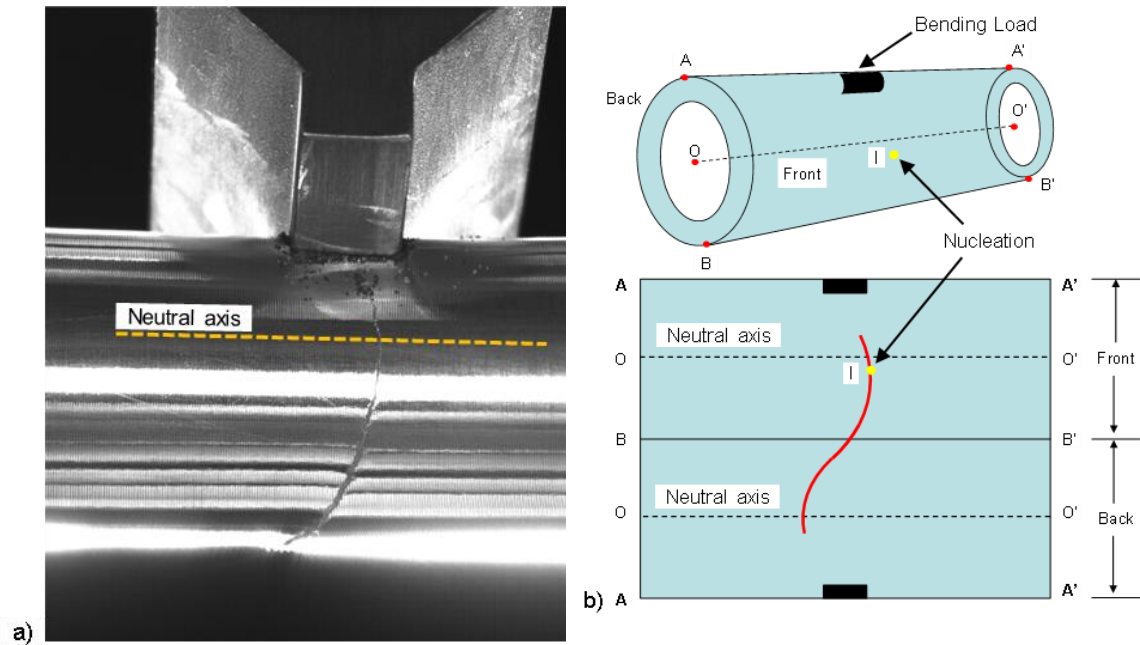 Neutral axis
a)
Bending Load
A
A'
Back
O'
O
I
Front
B'
B
Nucleation
A
A'
Neutral axis
O
O'
I
Front
B
B'
Neutral axis
O
O'
Back
b)
A
A'